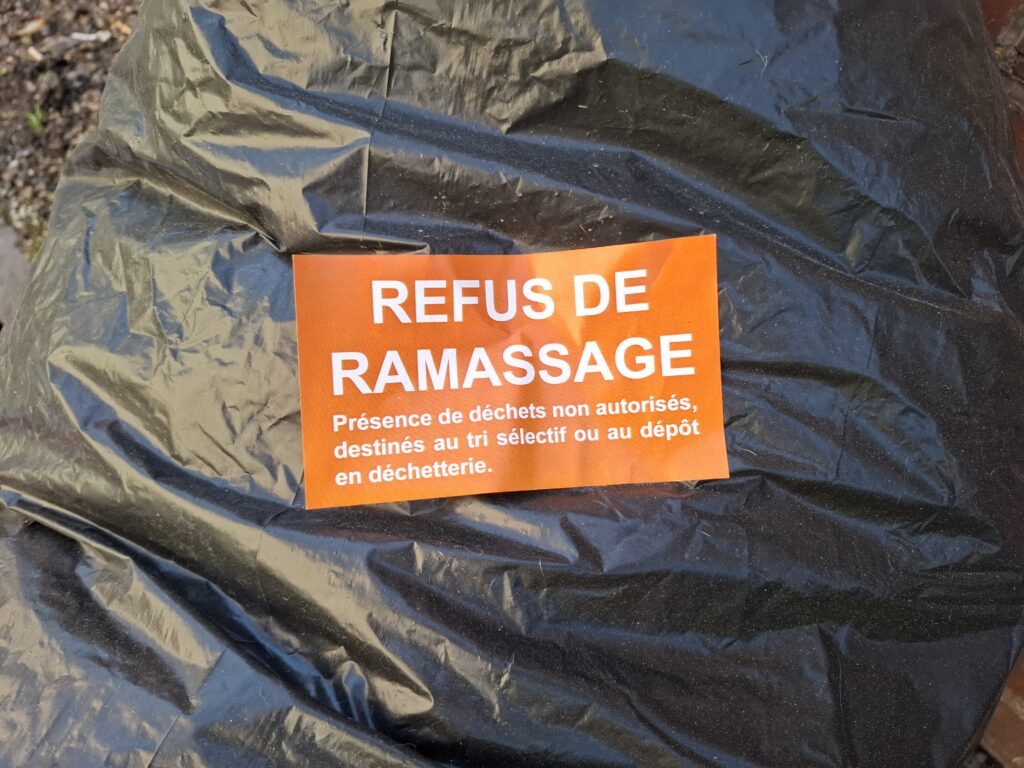 REFUS DE
RAMASSAGE
Présence de déchets non autorisés,
destinés au tri sélectif ou au dépôt
en déchetterie.